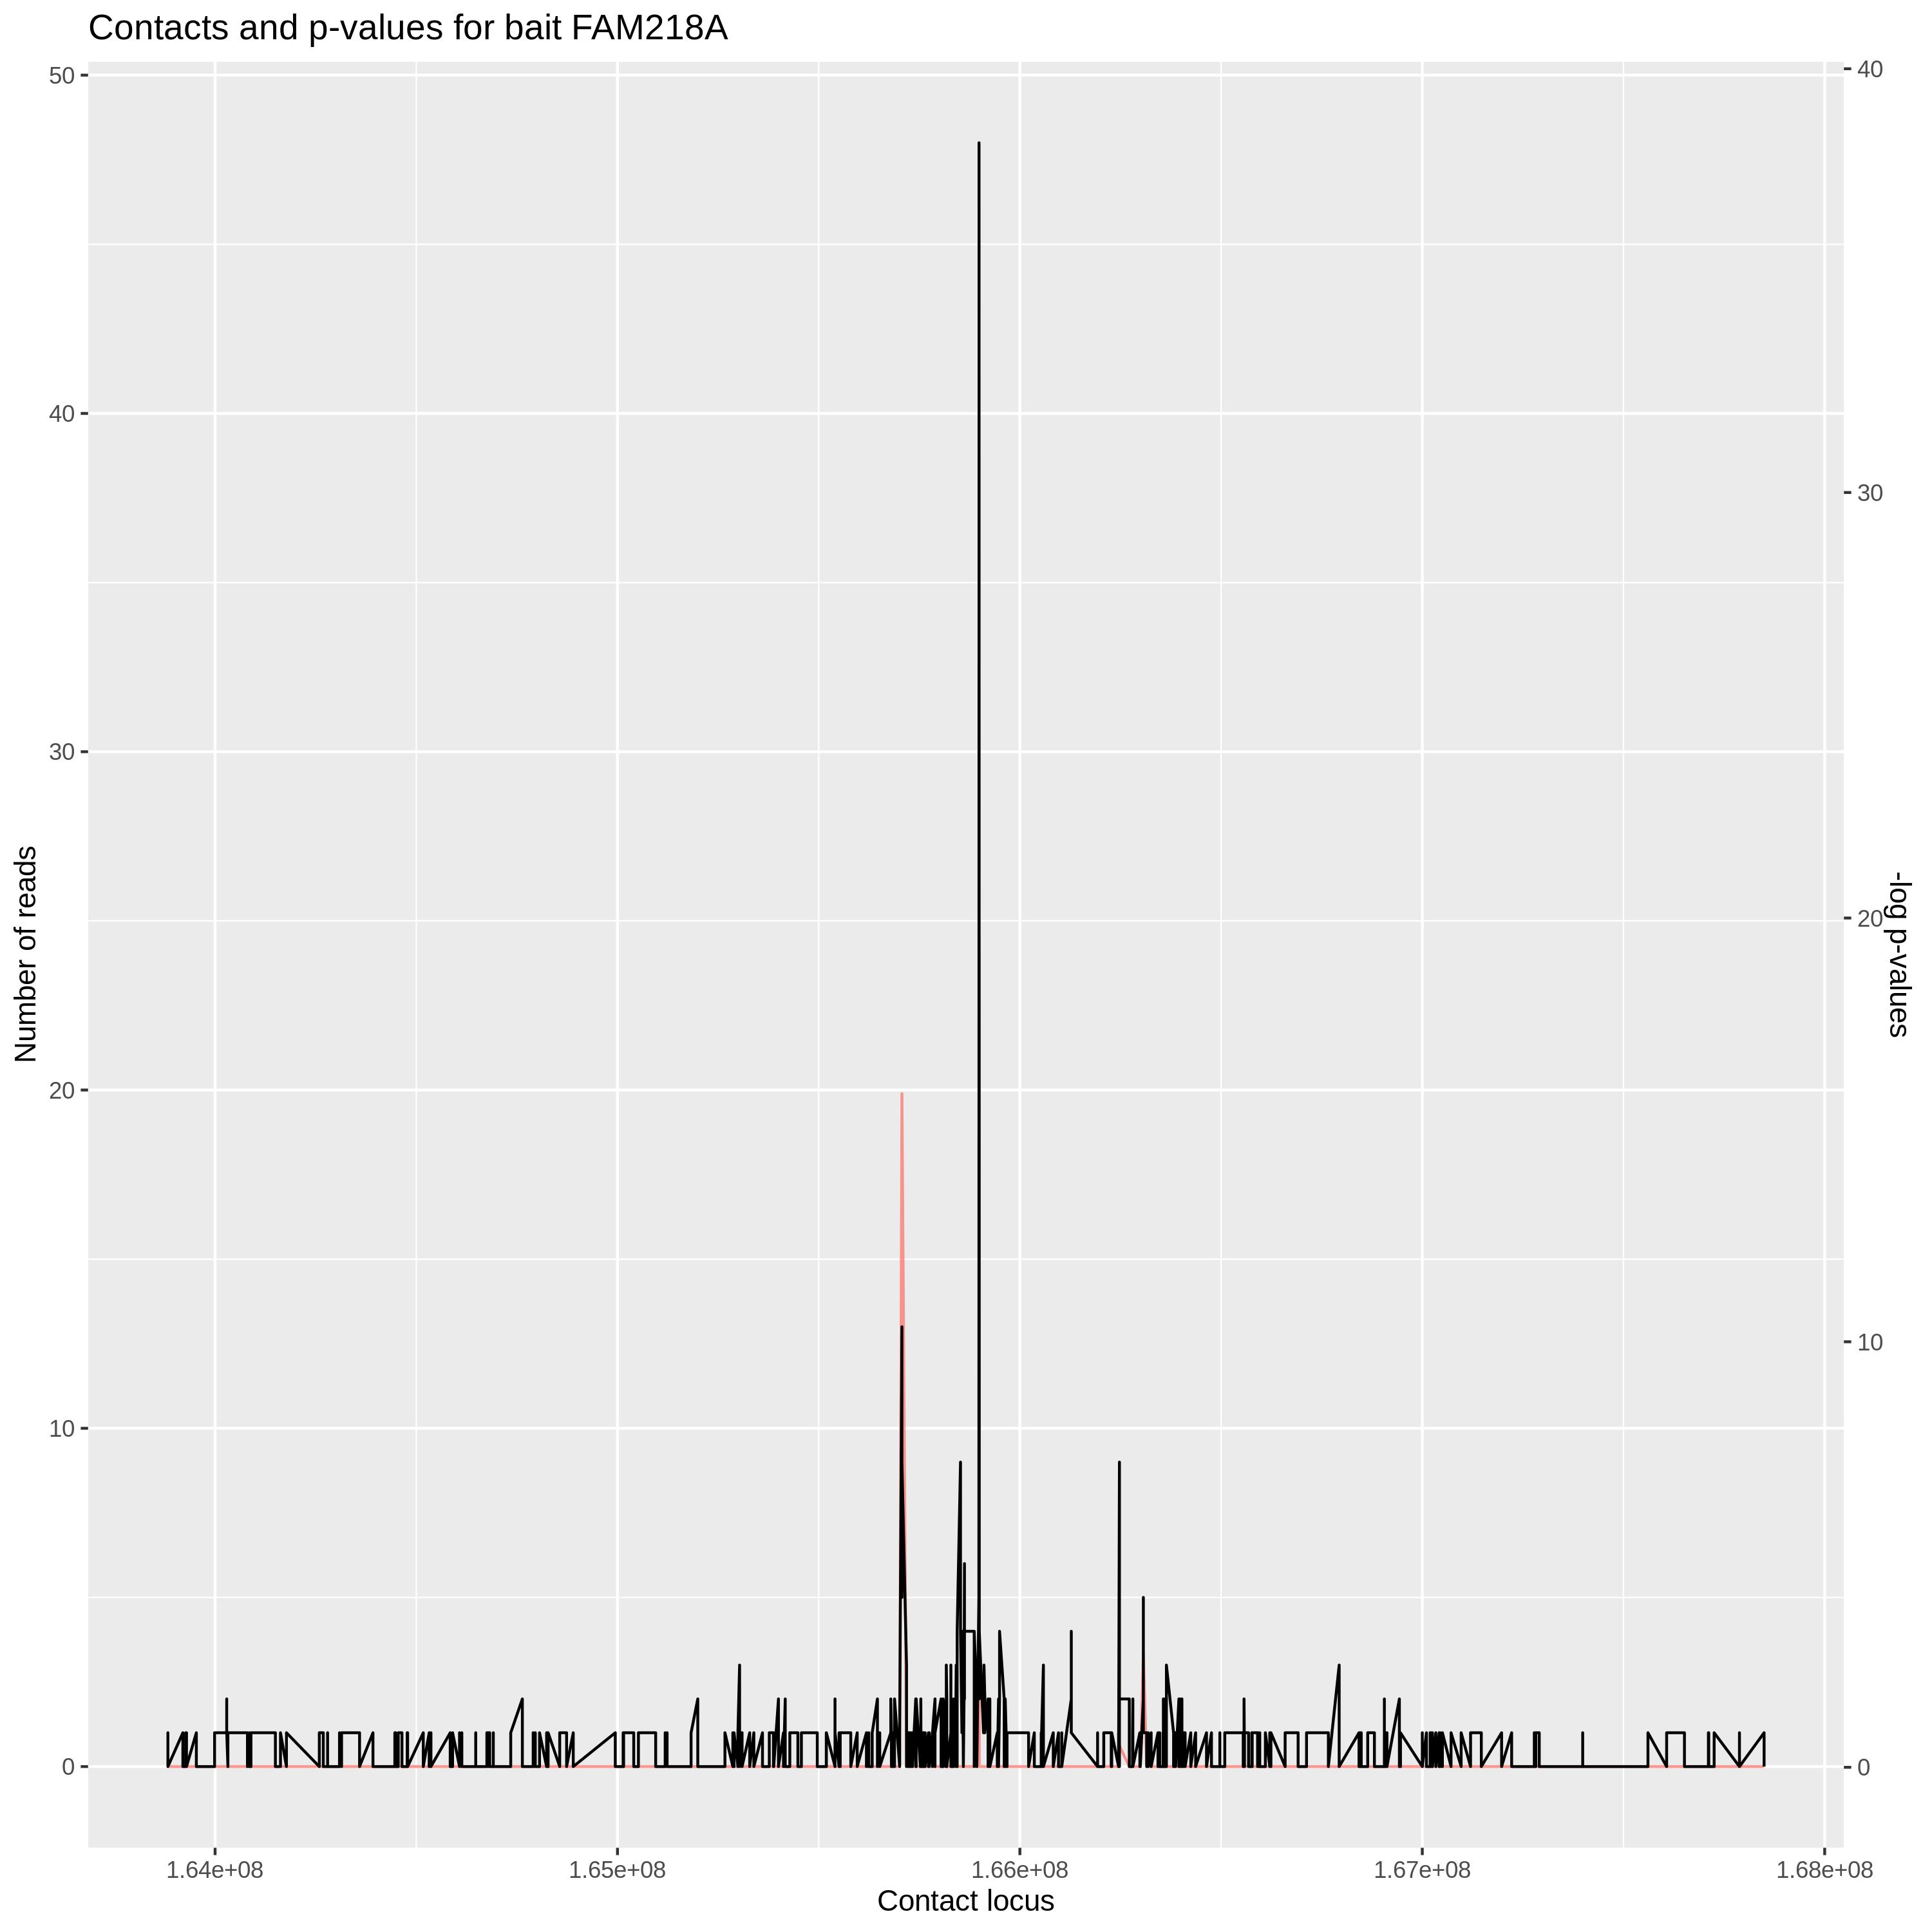 Contacts and p-values for bait FAM218A
50
40
30
20
10
0
Number of reads
40
30
20
10
0
-log p-values
1.64e+08
1.65e+08
1.66e+08
1.67e+08
1.68e+08
Contact locus